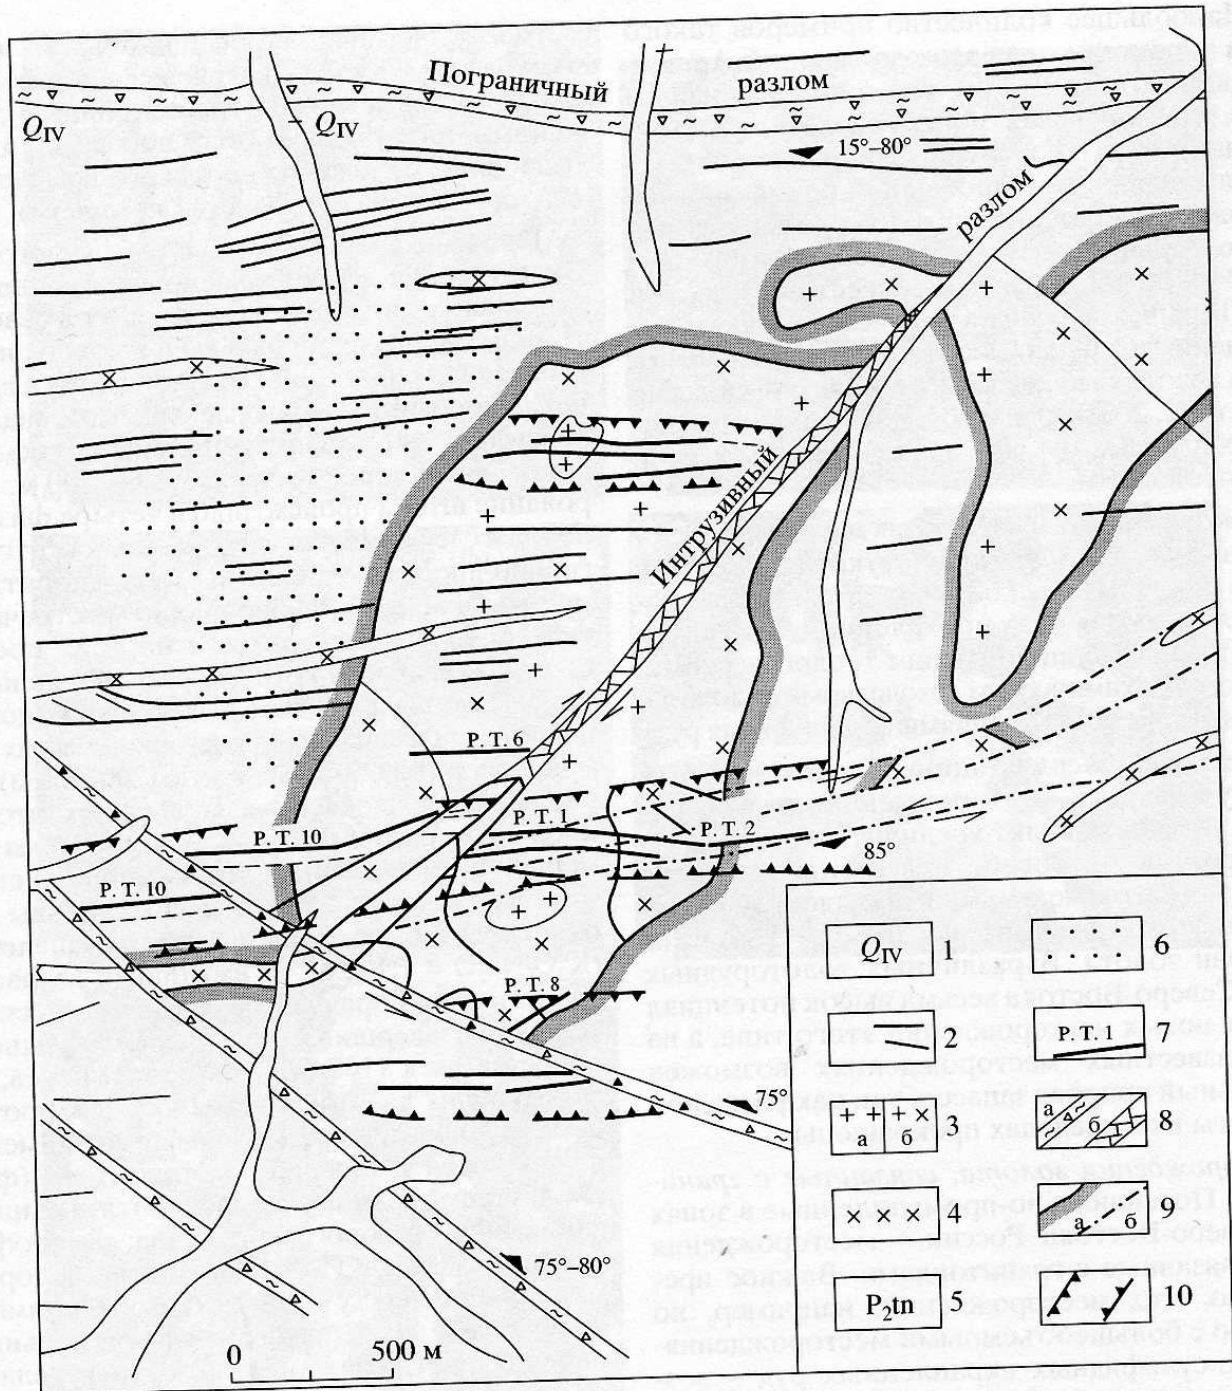 Пограничный разлом
Q_IV
Q_IV
15°–80°
разлом
Интрузивный
Р. Т. 6
Р. Т. 1
Р. Т. 10
Р. Т. 2
85°
Р. Т. 10
Р. Т. 8
75°
75°–80°
0 500 м
Q_IV 1
2
а б 3
4
P₂tn 5
6
Р. Т. 1 7
а б 8
а б 9
10